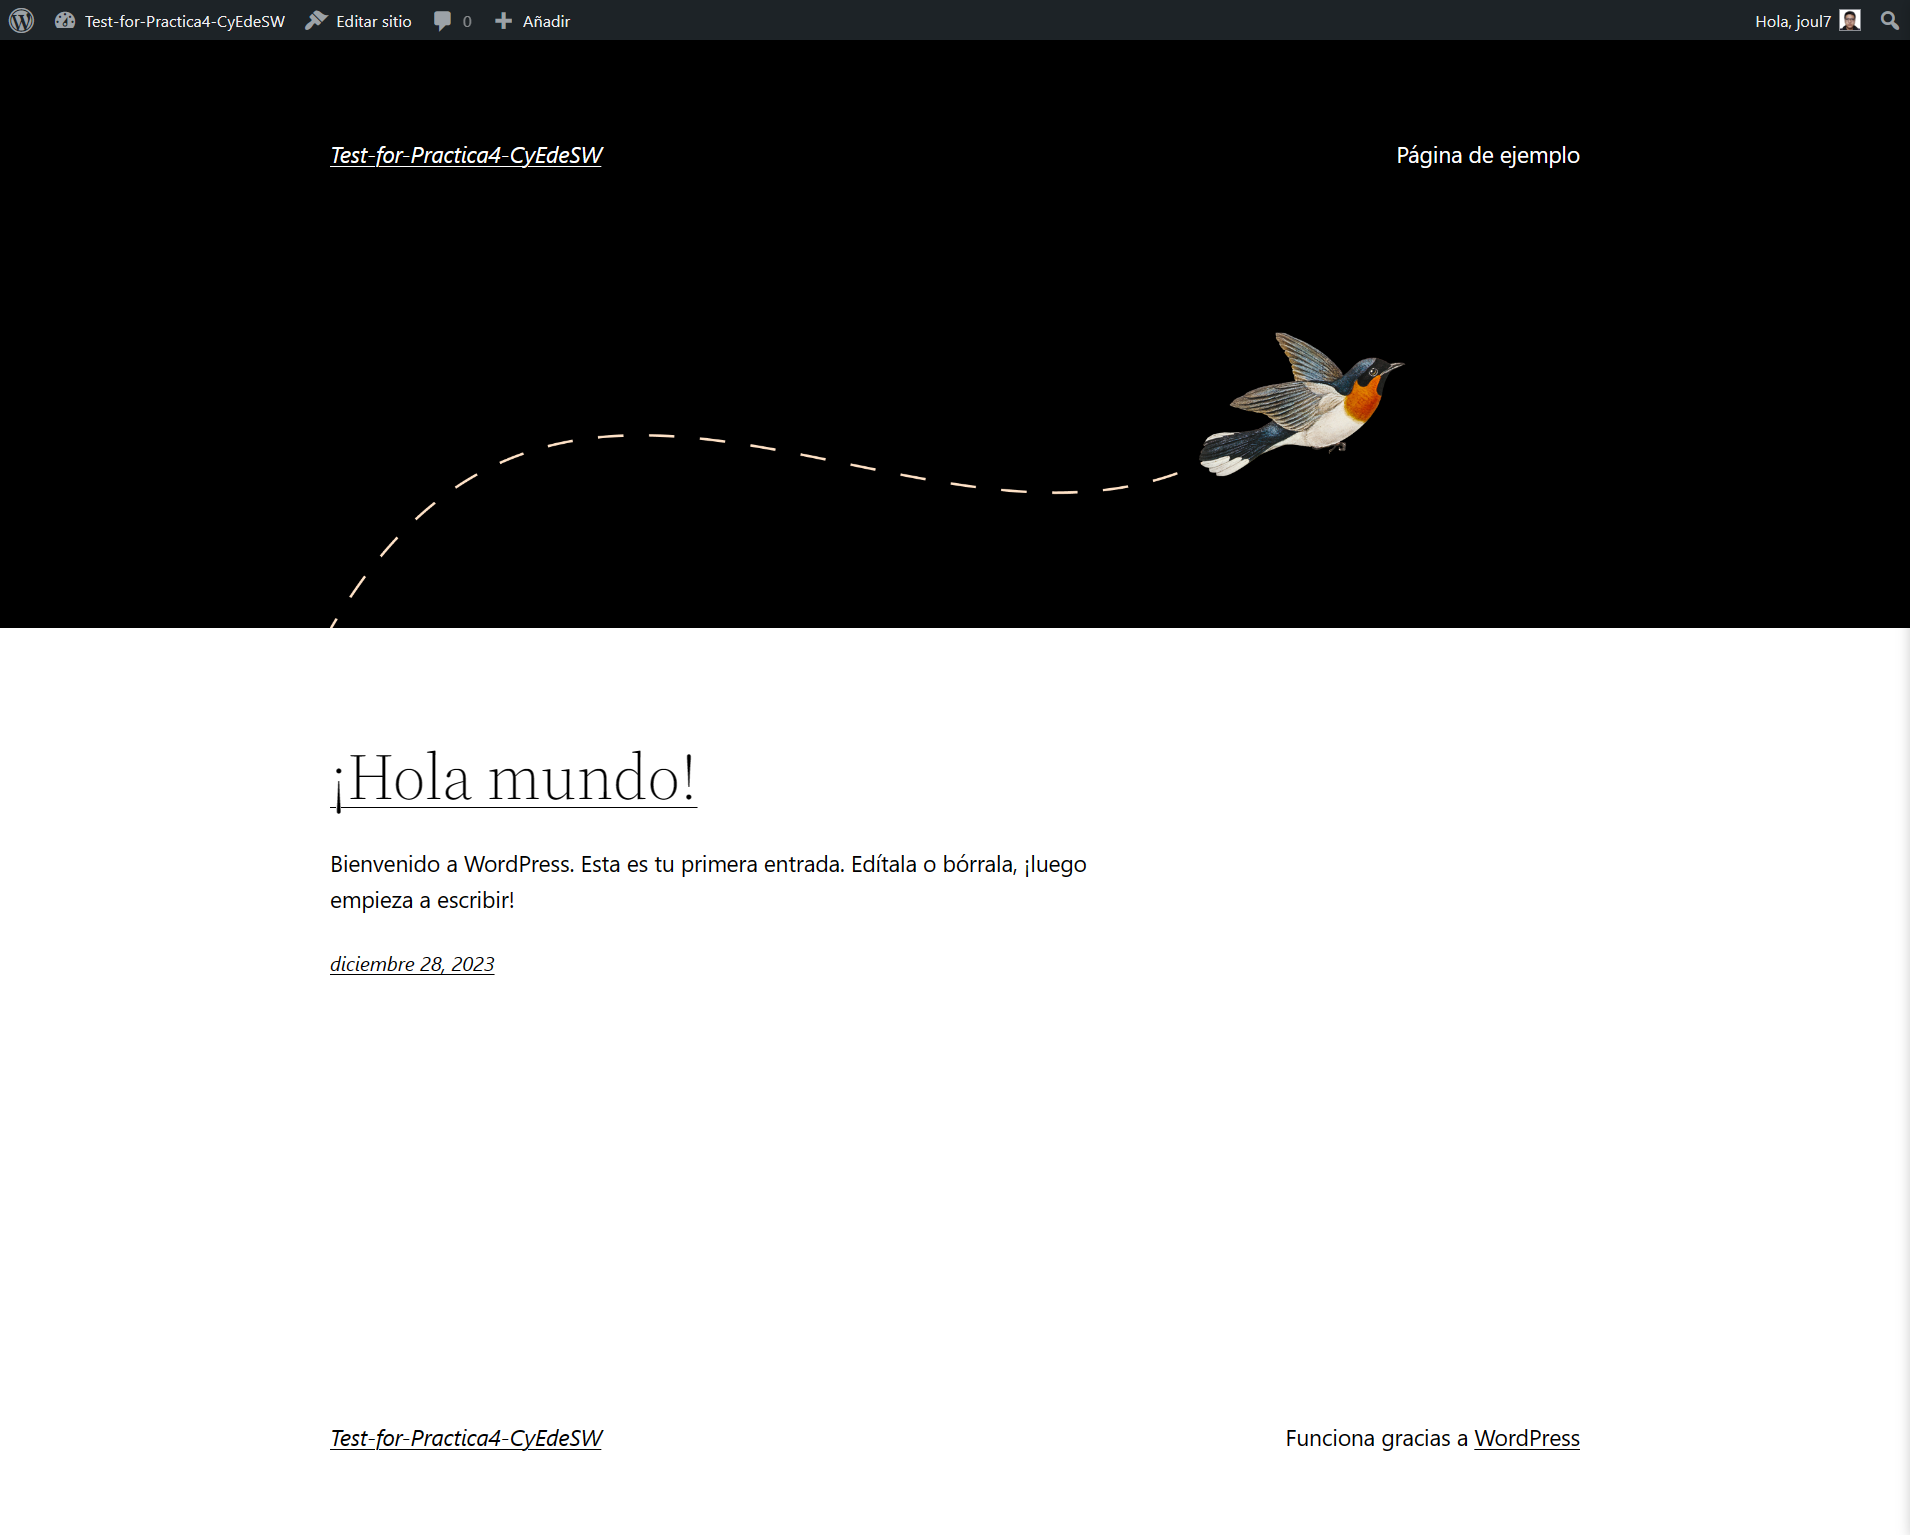 Test-for-Practica4-CyEdeSW Editar sitio 0 Añadir Hola, joul7
Test-for-Practica4-CyEdeSW Página de ejemplo
¡Hola mundo!
Bienvenido a WordPress. Esta es tu primera entrada. Edítala o bórrala, ¡luego
empieza a escribir!
diciembre 28, 2023
Test-for-Practica4-CyEdeSW Funciona gracias a WordPress